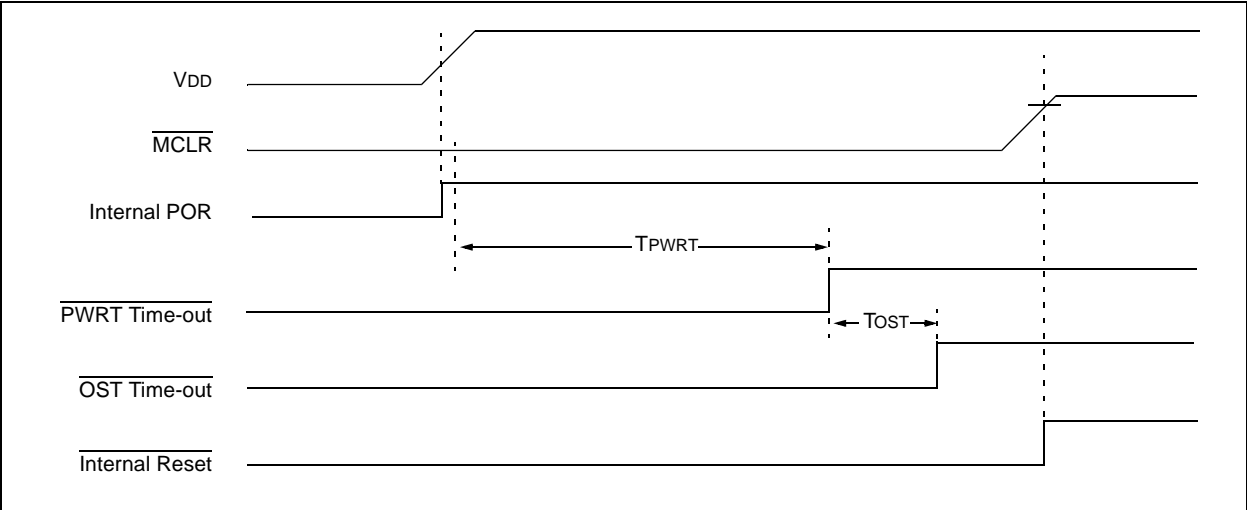 VDD
MCLR
Internal POR
TPWRT
PWRT Time-out
TOST
OST Time-out
Internal Reset